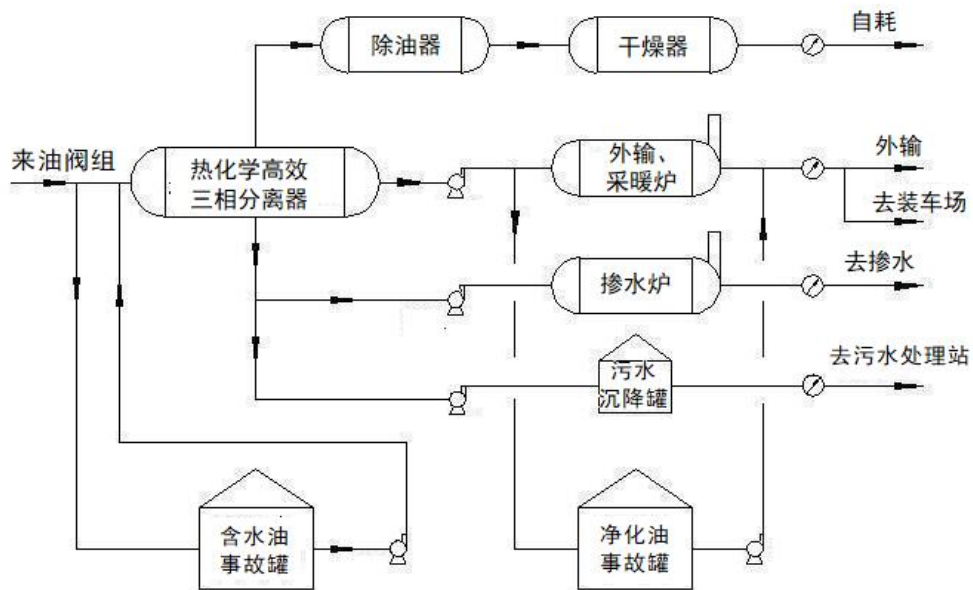 除油器
干燥器
自耗
来油阀组
热化学高效
三相分离器
外输、
采暖炉
外输
去装车场
掺水炉
去掺水
污水
沉降罐
去污水处理站
含水油
事故罐
净化油
事故罐